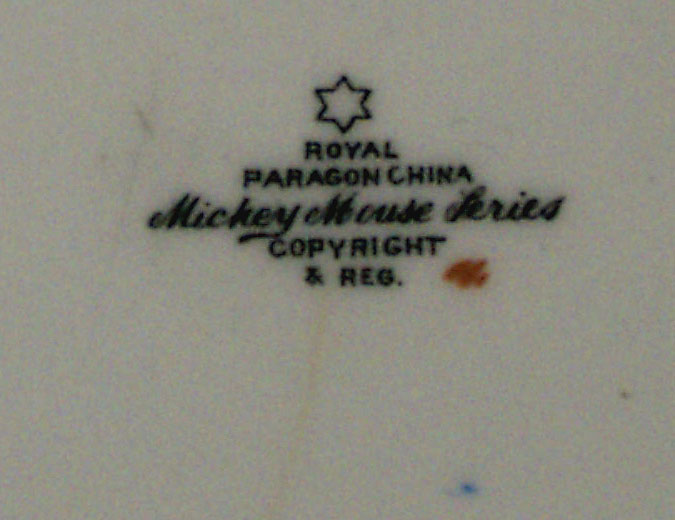 ROYAL
PARAGON CHINA
Mickey Mouse Series
COPYRIGHT
& REG.